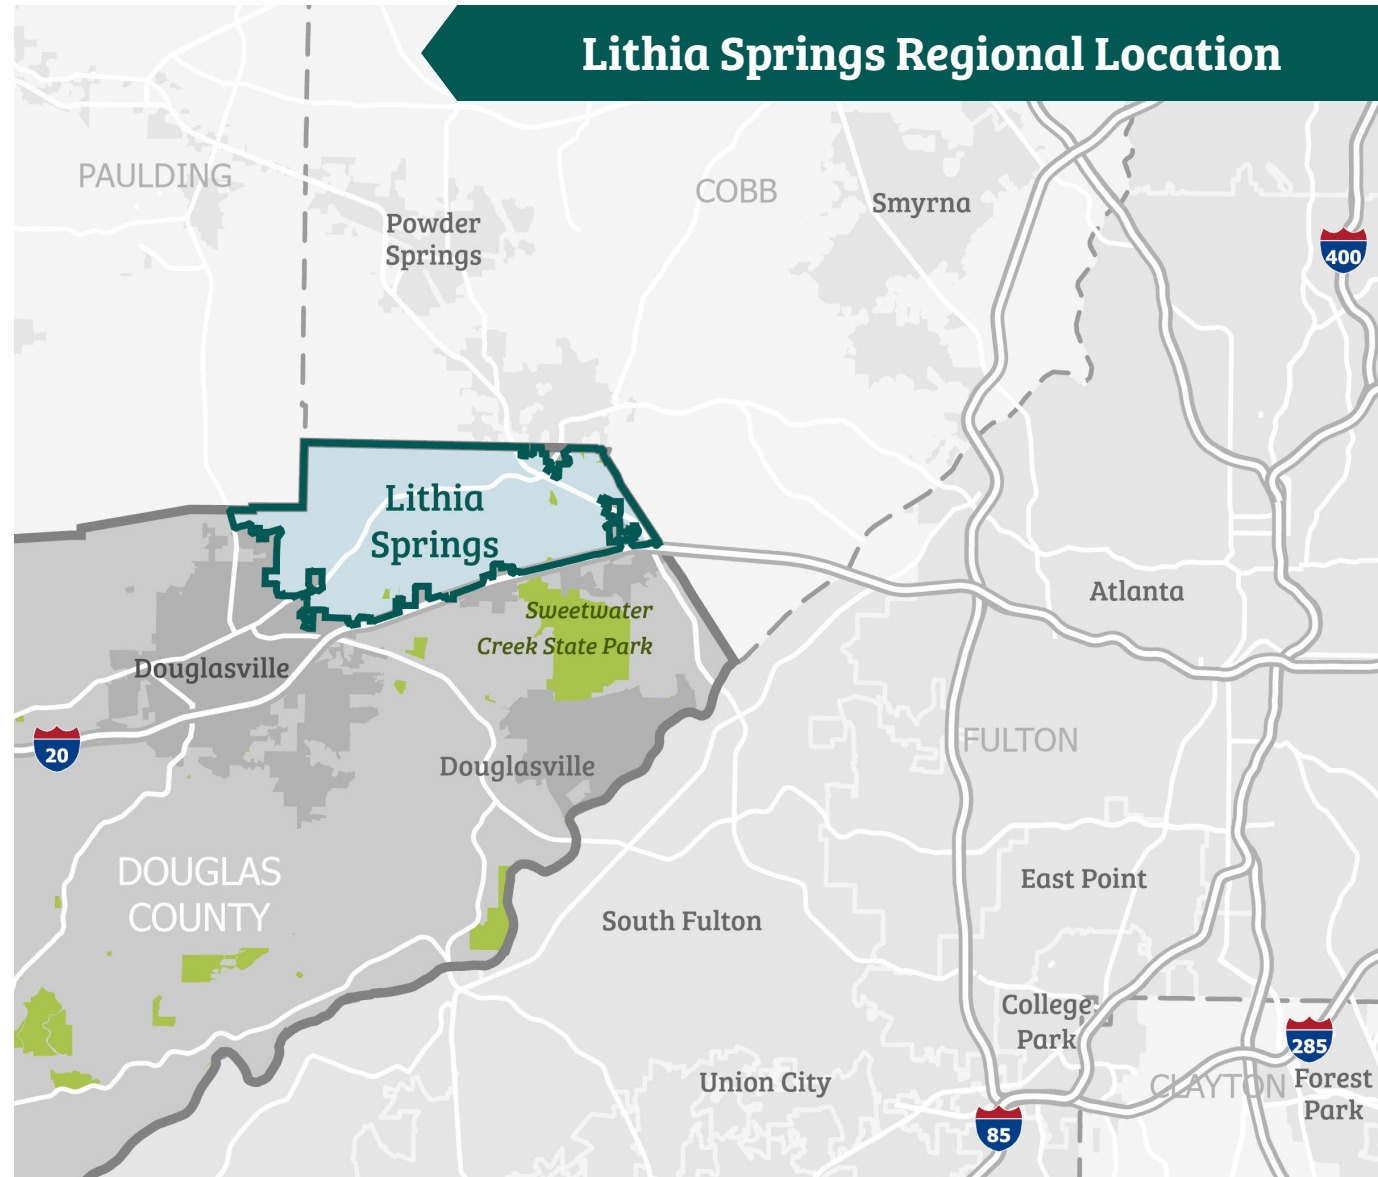 Lithia Springs Regional Location
PAULDING
COBB
Smyrna
Powder
Springs
400
Lithia
Springs
Atlanta
Sweetwater
Creek State Park
Douglasville
20
FULTON
Douglasville
DOUGLAS
COUNTY
East Point
South Fulton
College
Park
285
Union City
CLAYTON
Forest
Park
85